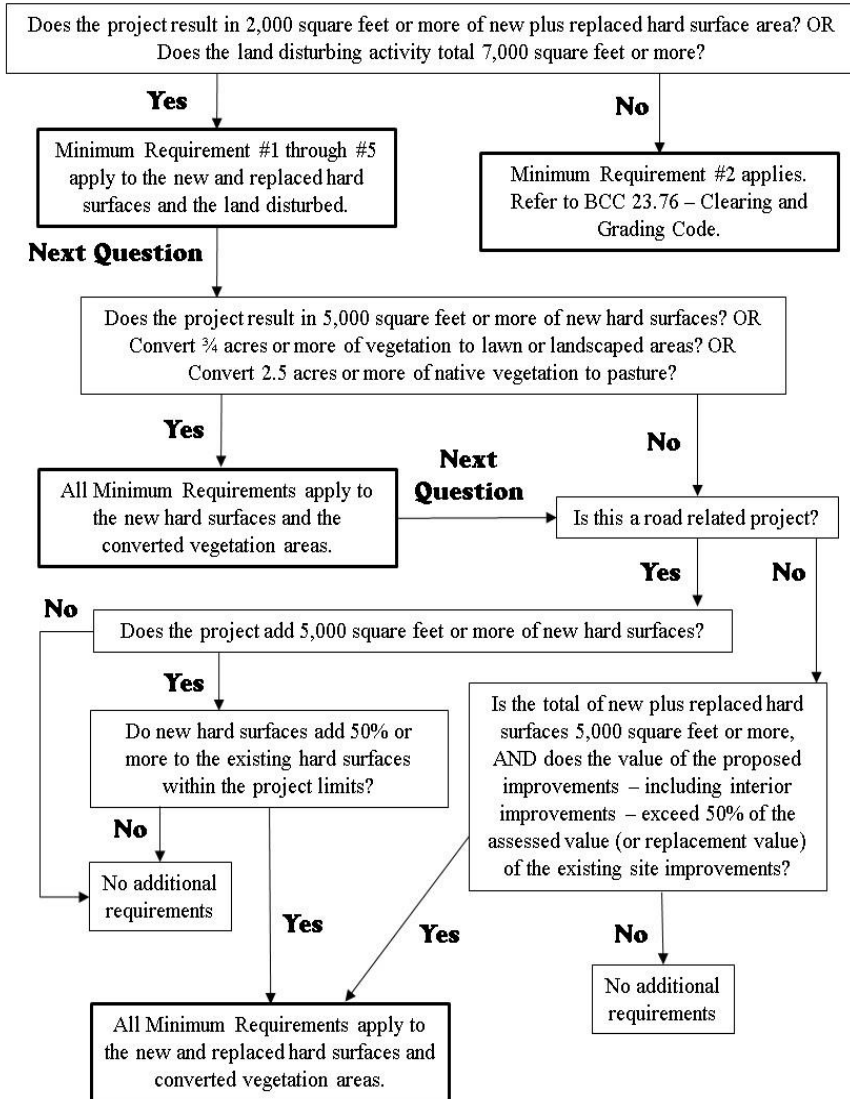 Does the project result in 2,000 square feet or more of new plus replaced hard surface area? OR
Does the land disturbing activity total 7,000 square feet or more?
Yes
No
Minimum Requirement #1 through #5
apply to the new and replaced hard
surfaces and the land disturbed.
Minimum Requirement #2 applies.
Refer to BCC 23.76 – Clearing and
Grading Code.
Next Question
Does the project result in 5,000 square feet or more of new hard surfaces? OR
Convert ¾ acres or more of vegetation to lawn or landscaped areas? OR
Convert 2.5 acres or more of native vegetation to pasture?
Yes
No
Next
Question
All Minimum Requirements apply to
the new hard surfaces and the
converted vegetation areas.
Is this a road related project?
Yes
No
No
Does the project add 5,000 square feet or more of new hard surfaces?
Yes
Do new hard surfaces add 50% or
more to the existing hard surfaces
within the project limits?
Is the total of new plus replaced hard
surfaces 5,000 square feet or more,
AND does the value of the proposed
improvements – including interior
improvements – exceed 50% of the
assessed value (or replacement value)
of the existing site improvements?
No
No additional
requirements
Yes
Yes
No
No additional
requirements
All Minimum Requirements apply to
the new and replaced hard surfaces and
converted vegetation areas.